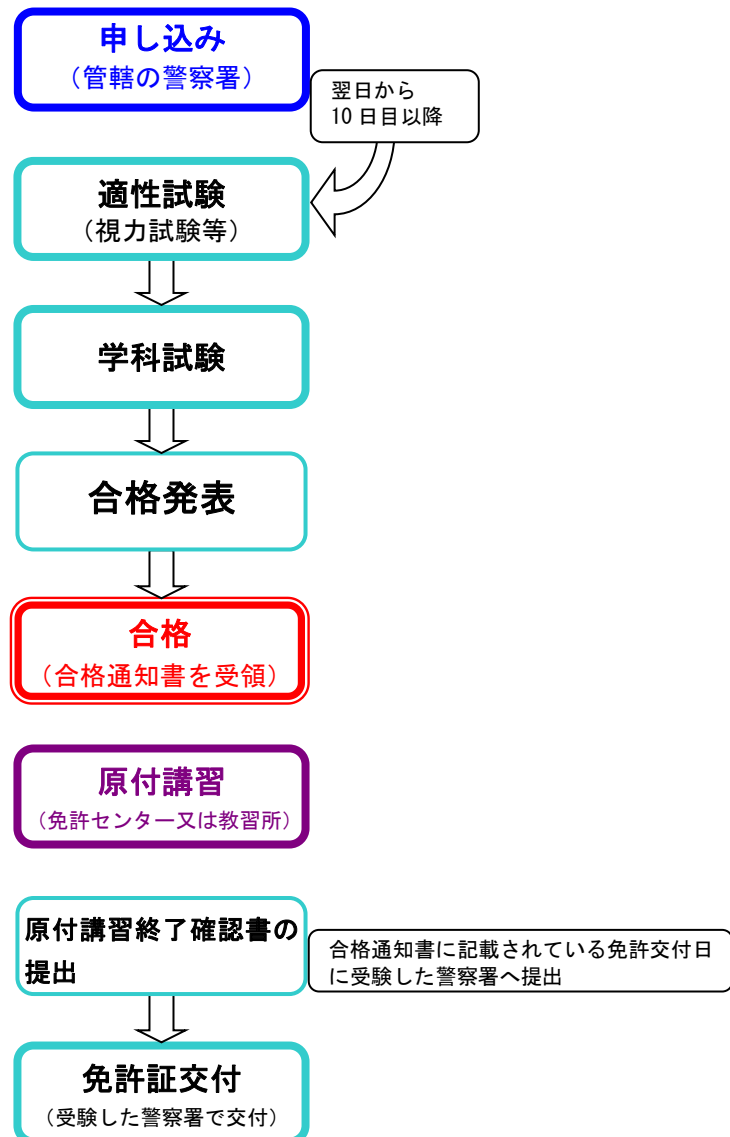 申し込み
（管轄の警察署）
翌日から
10日目以降
適性試験
（視力試験等）
学科試験
合格発表
合格
（合格通知書を受領）
原付講習
（免許センター又は教習所）
原付講習終了確認書の
提出
合格通知書に記載されている免許交付日
に受験した警察署へ提出
免許証交付
（受験した警察署で交付）